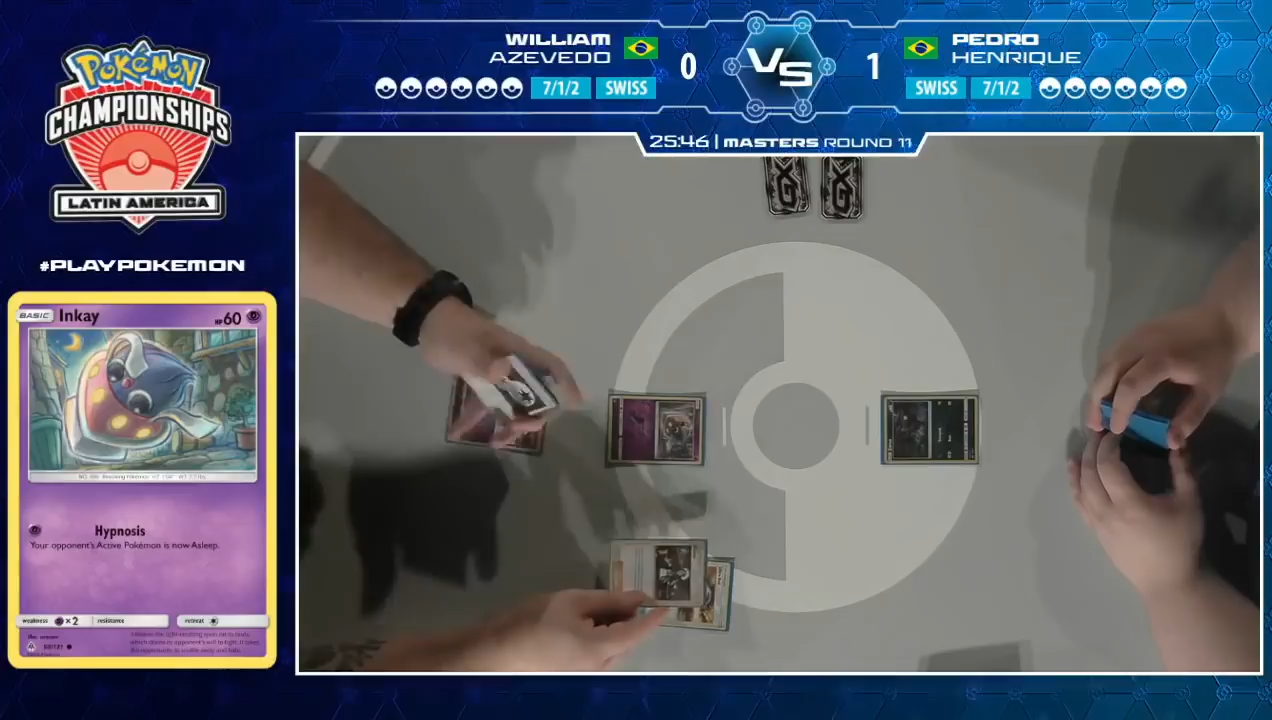 Pokémon
CHAMPIONSHIPS
LATIN AMERICA
#PLAYPOKEMON
WILLIAM
AZEVEDO
0
7/1/2
SWISS
VS
1
PEDRO
HENRIQUE
SWISS
7/1/2
25:46 | MASTERS ROUND 11
GX
GX
BASIC
Inkay
HP60
Hypnosis
Your opponent's Active Pokémon is now Asleep.
weakness
×2
resistance
retreat